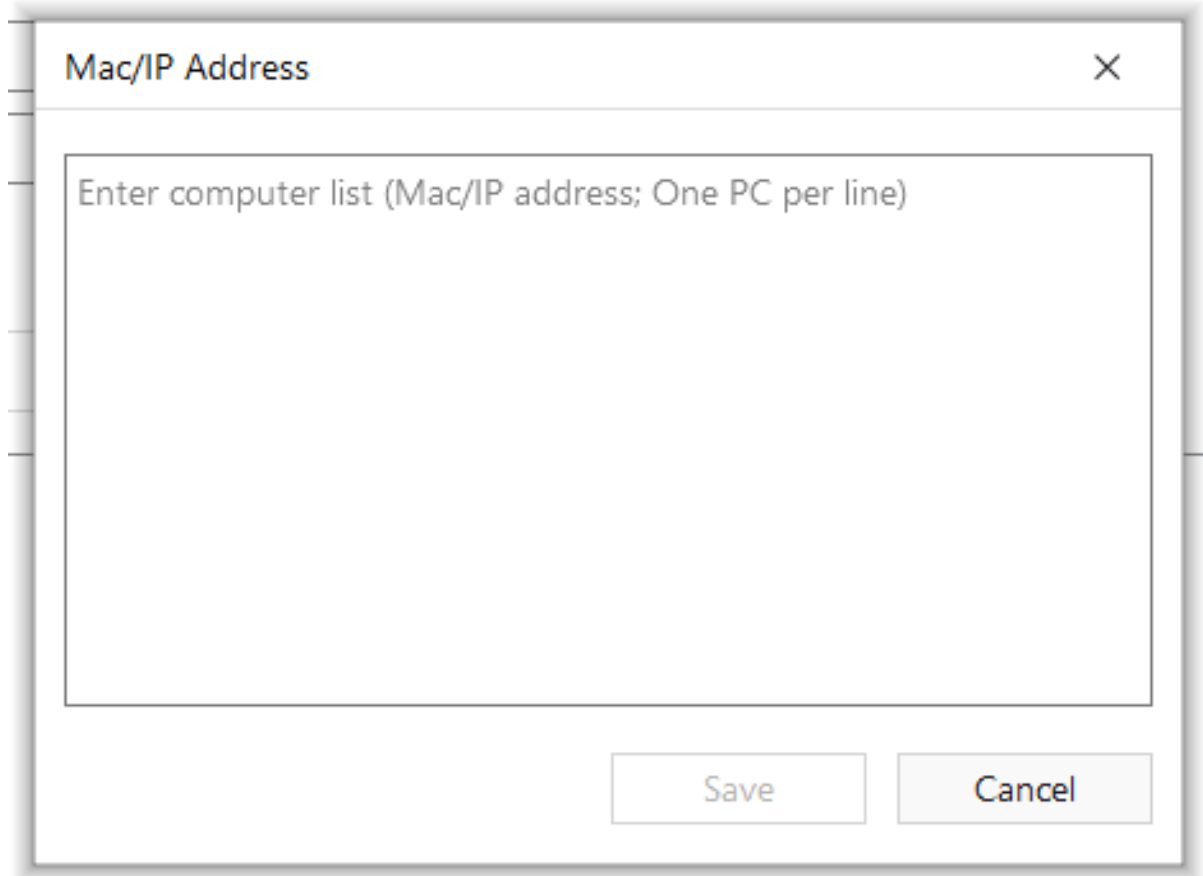 Mac/IP Address
Enter computer list (Mac/IP address; One PC per line)
Save
Cancel